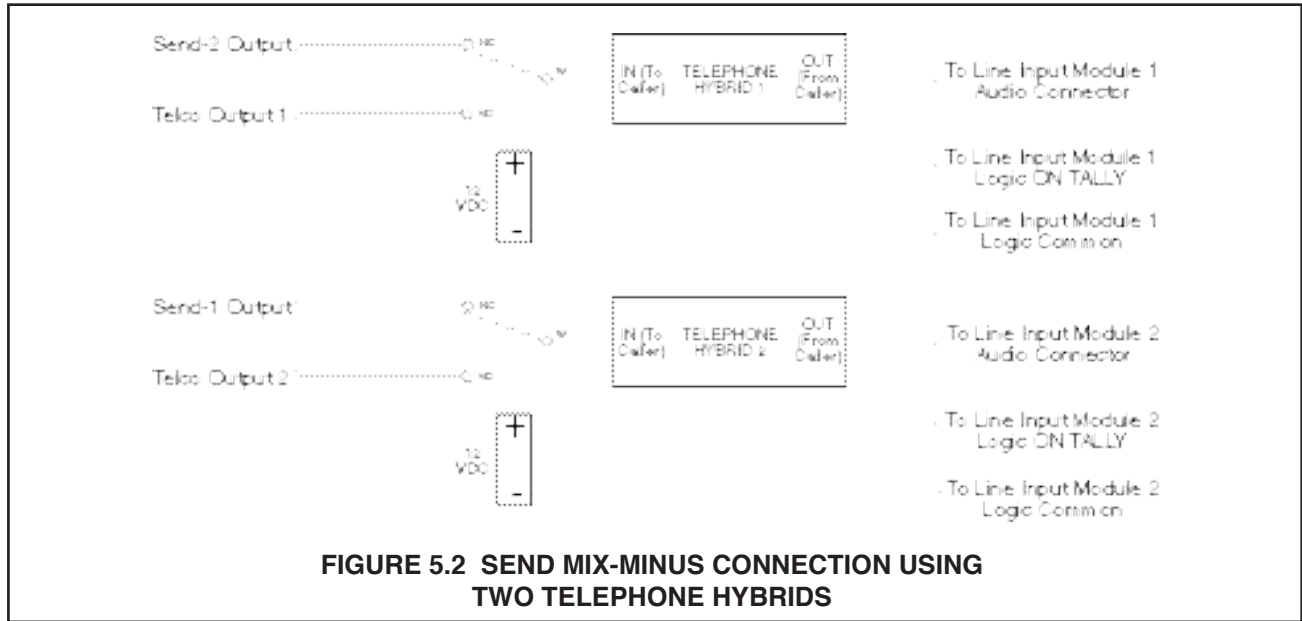 Send-2 Output
NC
IN (To Caller)
TELEPHONE HYBRID 1
OUT (From Caller)
To Line Input Module 1
Audio Connector
Telco Output 1
To Line Input Module 1
Logic ON TALLY
+
12
VDC
-
To Line Input Module 1
Logic Common
Send-1 Output
NC
IN (To Caller)
TELEPHONE HYBRID 2
OUT (From Caller)
To Line Input Module 2
Audio Connector
Telco Output 2
To Line Input Module 2
Logic ON TALLY
+
12
VDC
-
To Line Input Module 2
Logic Common
FIGURE 5.2 SEND MIX-MINUS CONNECTION USING
TWO TELEPHONE HYBRIDS